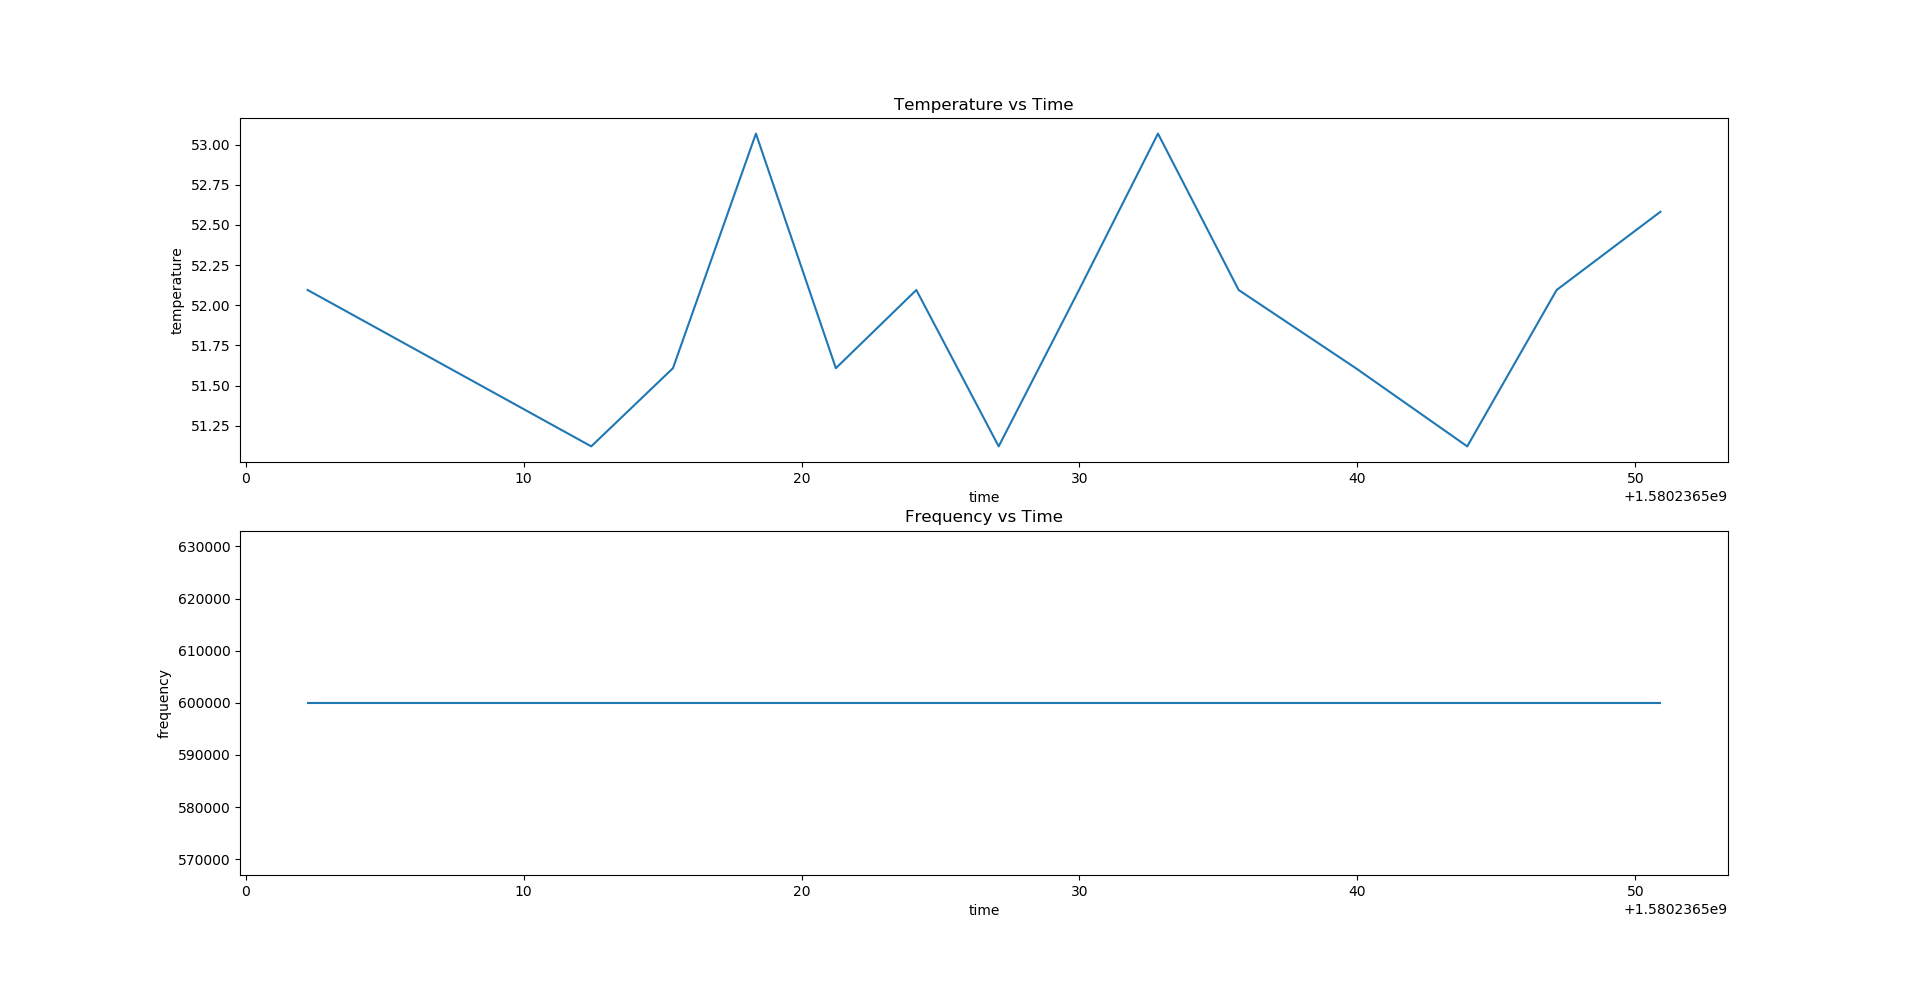 Temperature vs Time
temperature
53.00
52.75
52.50
52.25
52.00
51.75
51.50
51.25
0 10 20 30 40 50
time
+1.5802365e9
Frequency vs Time
frequency
630000
620000
610000
600000
590000
580000
570000
0 10 20 30 40 50
time
+1.5802365e9